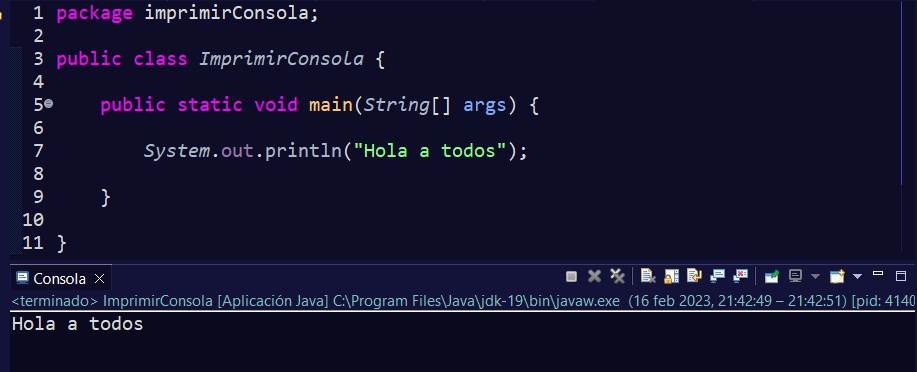 1 package imprimirConsola;
2
3 public class ImprimirConsola {
4
5 public static void main(String[] args) {
6
7 System.out.println("Hola a todos");
8
9 }
10
11 }
Consola
<terminado> ImprimirConsola [Aplicación Java] C:\Program Files\Java\jdk-19\bin\javaw.exe (16 feb 2023, 21:42:49 – 21:42:51) [pid: 4140
Hola a todos